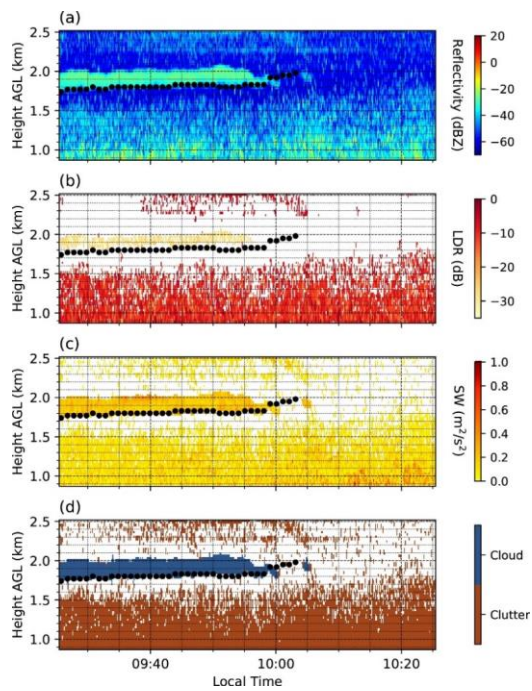 (a)
2.5
2.0
1.5
1.0
Height AGL (km)
20
0
−20
−40
−60
Reflectivity (dBZ)
(b)
2.5
2.0
1.5
1.0
Height AGL (km)
0
−10
−20
−30
LDR (dB)
(c)
2.5
2.0
1.5
1.0
Height AGL (km)
1.0
0.8
0.6
0.4
0.2
0.0
SW (m²/s²)
(d)
2.5
2.0
1.5
1.0
Height AGL (km)
Cloud
Clutter
09:40
10:00
10:20
Local Time